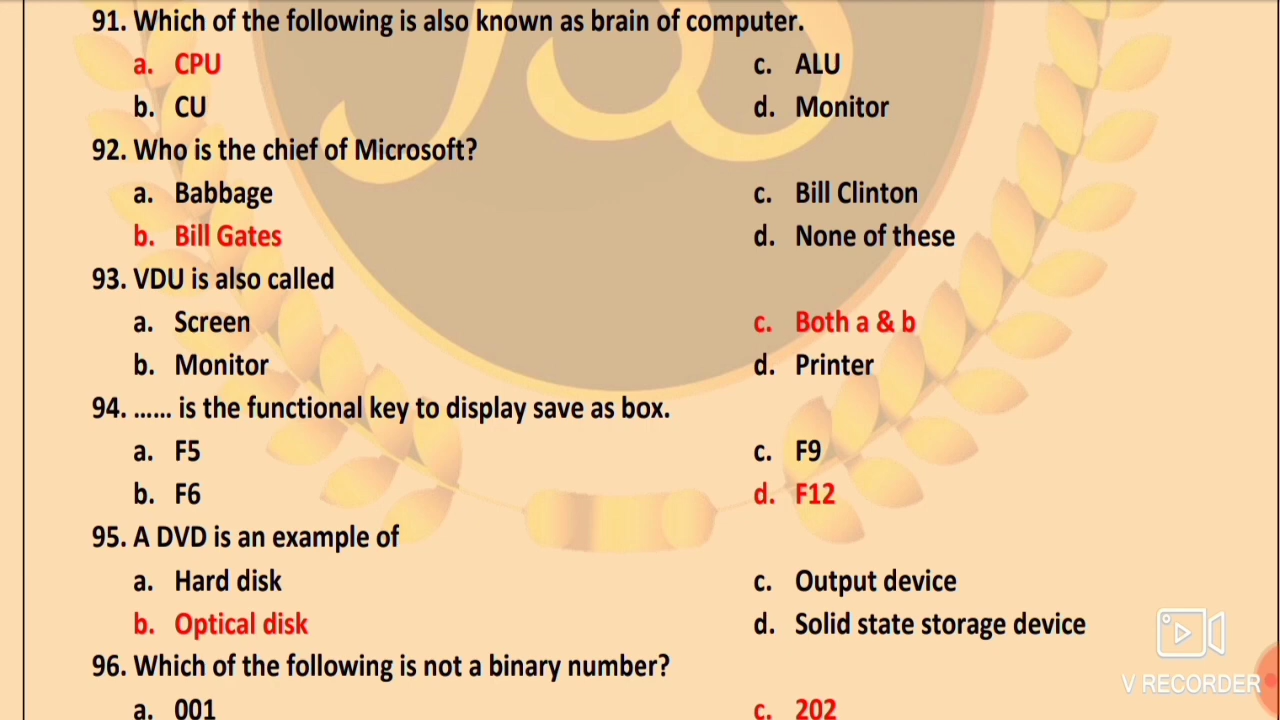 91. Which of the following is also known as brain of computer.
a. CPU c. ALU
b. CU d. Monitor
92. Who is the chief of Microsoft?
a. Babbage c. Bill Clinton
b. Bill Gates d. None of these
93. VDU is also called
a. Screen c. Both a & b
b. Monitor d. Printer
94. ...... is the functional key to display save as box.
a. F5 c. F9
b. F6 d. F12
95. A DVD is an example of
a. Hard disk c. Output device
b. Optical disk d. Solid state storage device
96. Which of the following is not a binary number?
a. 001 c. 202
V RECORDER